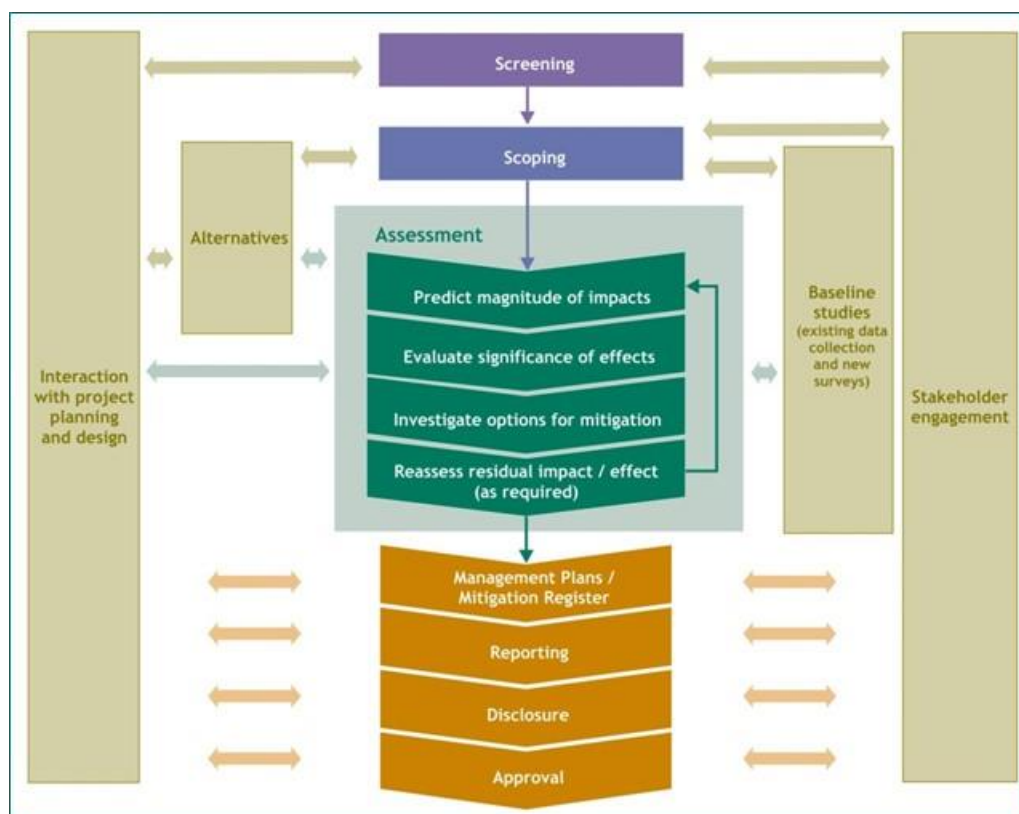 Screening
Scoping
Alternatives
Assessment
Predict magnitude of impacts
Evaluate significance of effects
Investigate options for mitigation
Reassess residual impact / effect
(as required)
Baseline
studies
(existing data
collection
and new
surveys)
Interaction
with project
planning
and design
Stakeholder
engagement
Management Plans /
Mitigation Register
Reporting
Disclosure
Approval